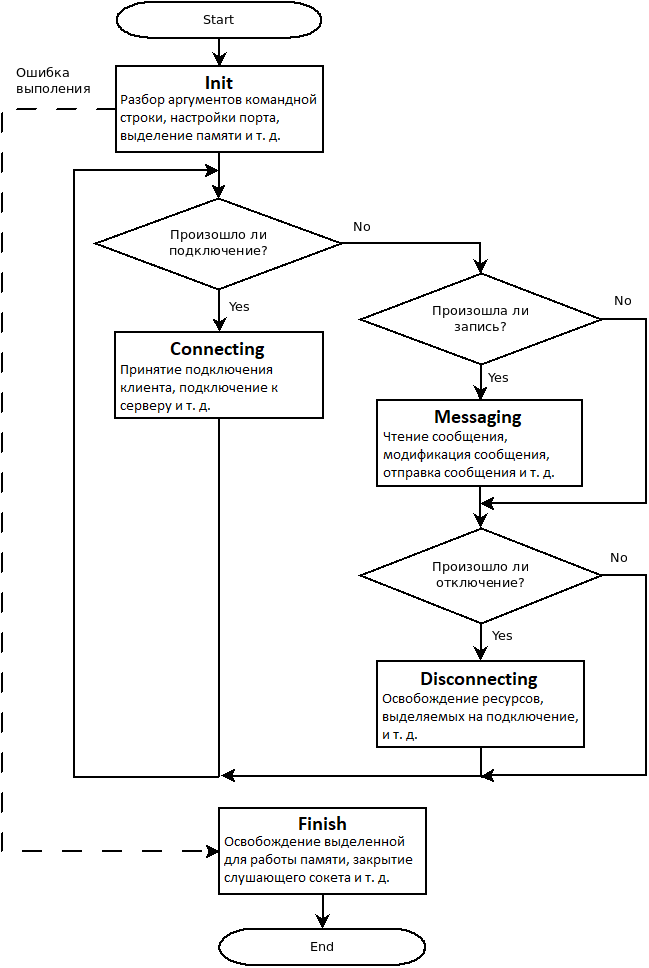 Start
Ошибка
выполения
Init
Разбор аргументов командной
строки, настройки порта,
выделение памяти и т. д.
Произошло ли
подключение?
No
Yes
Произошла ли
запись?
No
Yes
Connecting
Принятие подключения
клиента, подключение к
серверу и т. д.
Messaging
Чтение сообщения,
модификация сообщения,
отправка сообщения и т. д.
Произошло ли
отключение?
No
Yes
Disconnecting
Освобождение ресурсов,
выделяемых на подключение,
и т. д.
Finish
Освобождение выделенной
для работы памяти, закрытие
слушающего сокета и т. д.
End